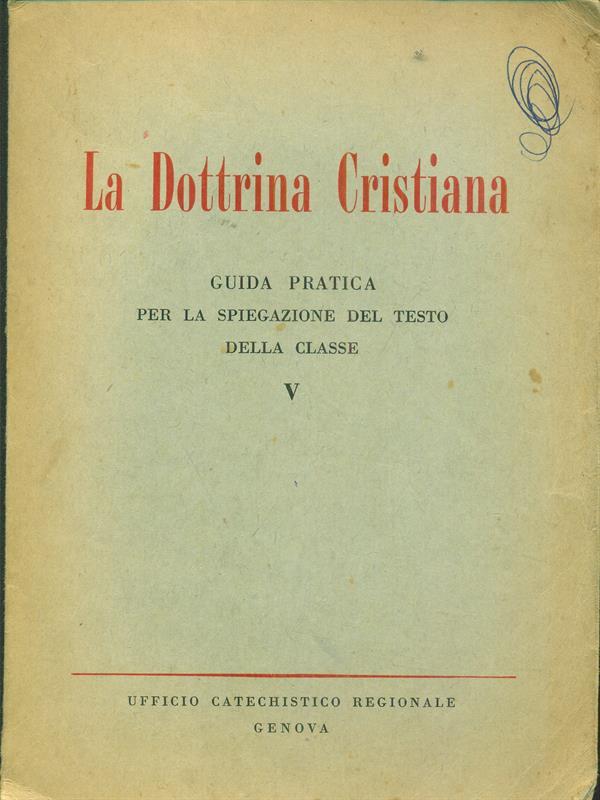 La Dottrina Cristiana
GUIDA PRATICA
PER LA SPIEGAZIONE DEL TESTO
DELLA CLASSE
V
UFFICIO CATECHISTICO REGIONALE
GENOVA